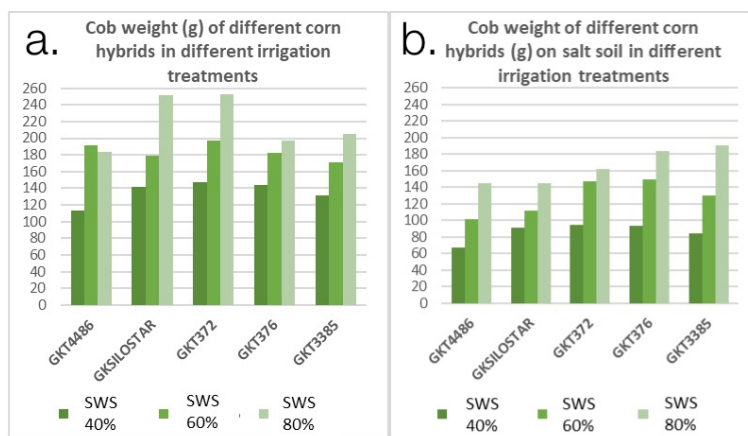 a.
Cob weight (g) of different corn
hybrids in different irrigation
treatments
260
240
220
200
180
160
140
120
100
80
60
40
20
0
GKT4486
GKSILOSTAR
GKT372
GKT376
GKT3385
SWS 40%
SWS 60%
SWS 80%
b.
Cob weight of different corn
hybrids (g) on salt soil in different
irrigation treatments
260
240
220
200
180
160
140
120
100
80
60
40
20
0
GKT4486
GKSILOSTAR
GKT372
GKT376
GKT3385
SWS 40%
SWS 60%
SWS 80%